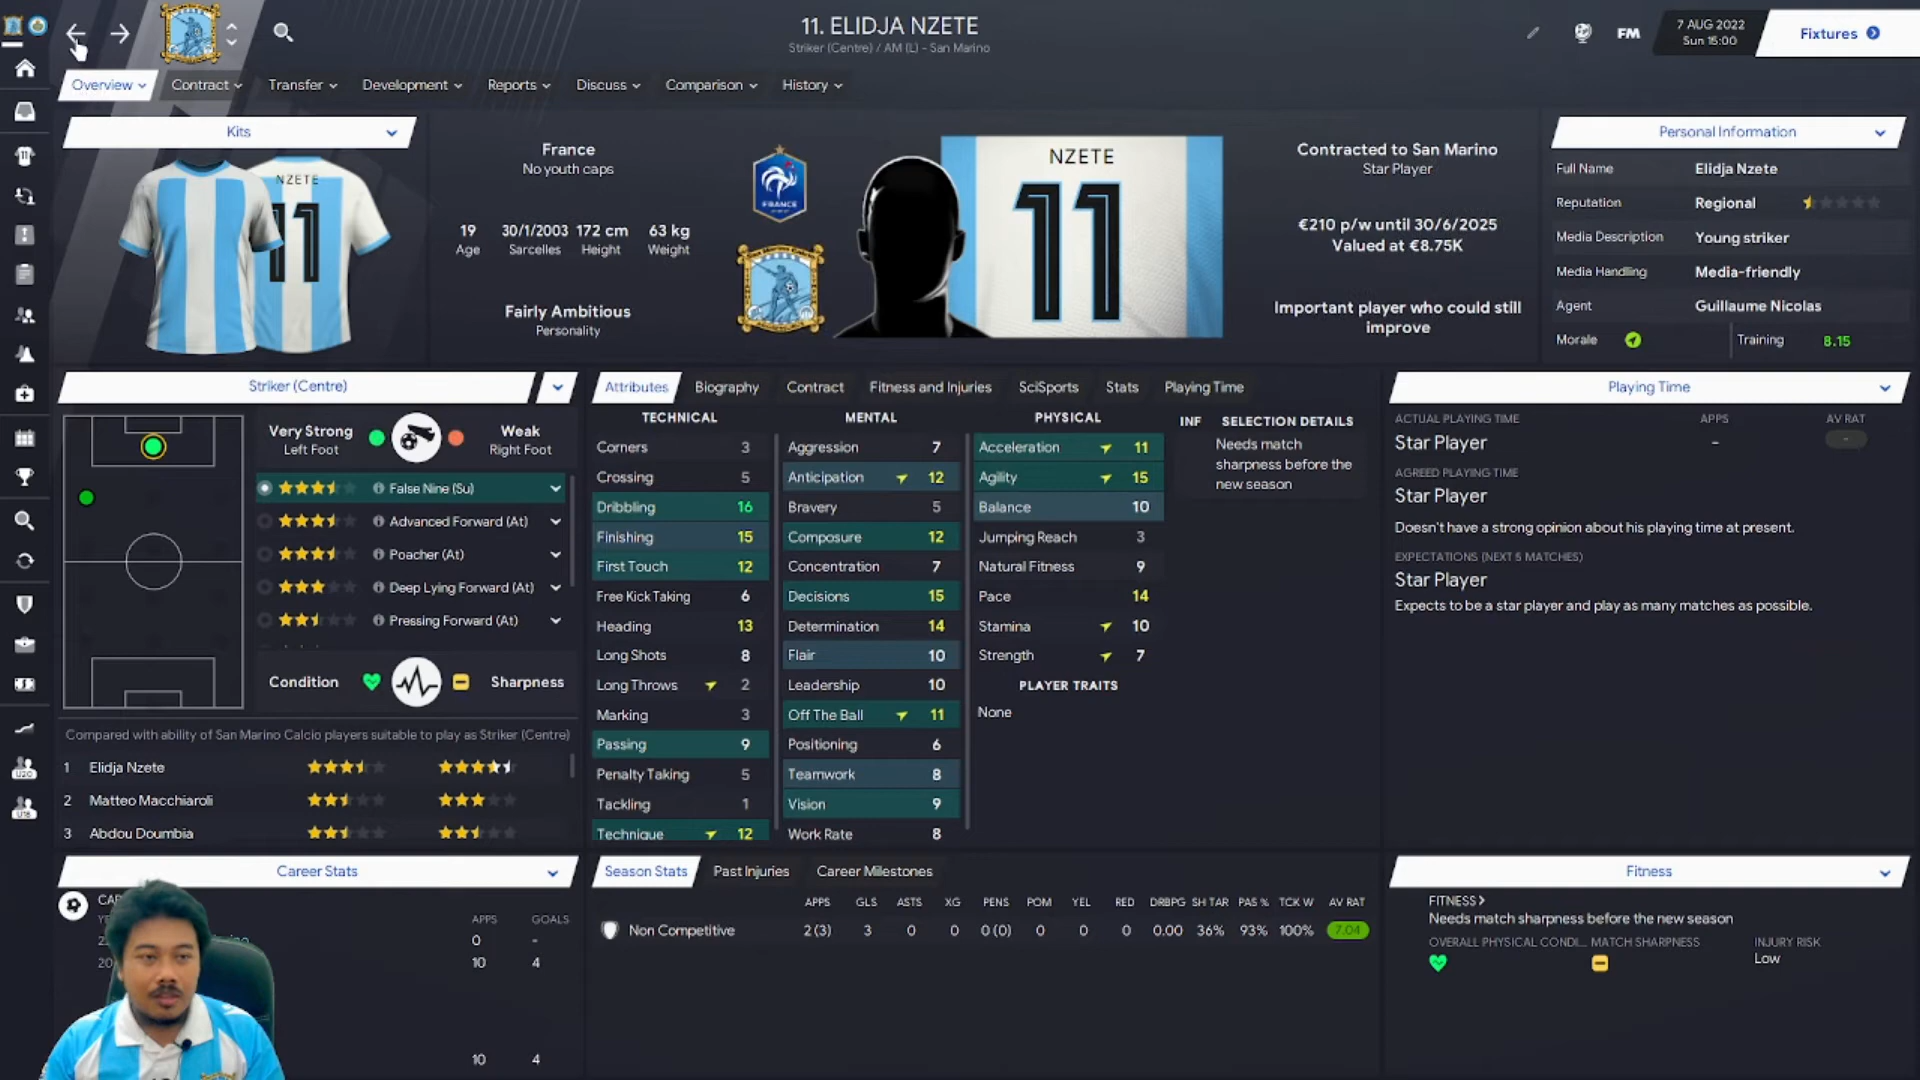 11. ELIDJA NZETE
Striker (Centre) / AM (L) - San Marino
FM
7 AUG 2022
Sun 15:00
Fixtures
Overview
Contract
Transfer
Development
Reports
Discuss
Comparison
History
Kits
NZETE
11
France
No youth caps
19
Age
30/1/2003
Sarcelles
172 cm
Height
63 kg
Weight
Fairly Ambitious
Personality
FRANCE
NZETE
11
Contracted to San Marino
Star Player
€210 p/w until 30/6/2025
Valued at €8.75K
Important player who could still
improve
Personal Information
Full Name Elidja Nzete
Reputation Regional
Media Description Young striker
Media Handling Media-friendly
Agent Guillaume Nicolas
Morale Training 8.15
Striker (Centre)
Very Strong
Left Foot
Weak
Right Foot
False Nine (Su)
Advanced Forward (At)
Poacher (At)
Deep Lying Forward (At)
Pressing Forward (At)
Condition
Sharpness
Compared with ability of San Marino Calcio players suitable to play as Striker (Centre)
1 Elidja Nzete
2 Matteo Macchiaroli
3 Abdou Doumbia
Attributes
Biography
Contract
Fitness and Injuries
SciSports
Stats
Playing Time
TECHNICAL
Corners 3
Crossing 5
Dribbling 16
Finishing 15
First Touch 12
Free Kick Taking 6
Heading 13
Long Shots 8
Long Throws 2
Marking 3
Passing 9
Penalty Taking 5
Tackling 1
Technique 12
MENTAL
Aggression 7
Anticipation 12
Bravery 5
Composure 12
Concentration 7
Decisions 15
Determination 14
Flair 10
Leadership 10
Off The Ball 11
Positioning 6
Teamwork 8
Vision 9
Work Rate 8
PHYSICAL
Acceleration 11
Agility 15
Balance 10
Jumping Reach 3
Natural Fitness 9
Pace 14
Stamina 10
Strength 7
PLAYER TRAITS
None
INF
SELECTION DETAILS
Needs match
sharpness before the
new season
Playing Time
ACTUAL PLAYING TIME APPS AV RAT
Star Player - -
AGREED PLAYING TIME
Star Player
Doesn't have a strong opinion about his playing time at present.
EXPECTATIONS (NEXT 5 MATCHES)
Star Player
Expects to be a star player and play as many matches as possible.
Career Stats
APPS GOALS
0 -
10 4
10 4
Season Stats
Past Injuries
Career Milestones
APPS GLS ASTS XG PENS POM YEL RED DRBPG SH TAR PAS % TCK W AV RAT
Non Competitive 2 (3) 3 0 0 0 (0) 0 0 0 0.00 36% 93% 100% 7.04
Fitness
FITNESS>
Needs match sharpness before the new season
OVERALL PHYSICAL CONDI... MATCH SHARPNESS INJURY RISK
Low
U20
U18